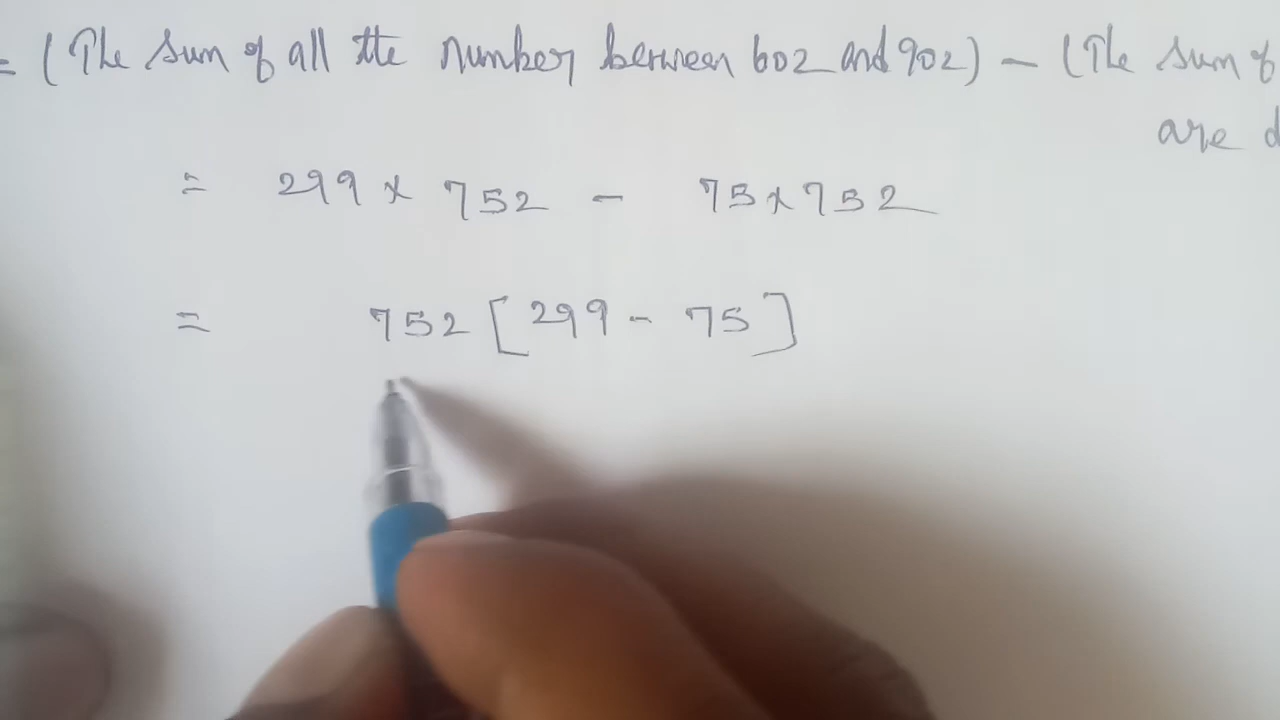 = (The sum of all the number between 602 and 902) - (The sum of
are d
= 299 x 752 - 75 x 752
= 752 [299 - 75]